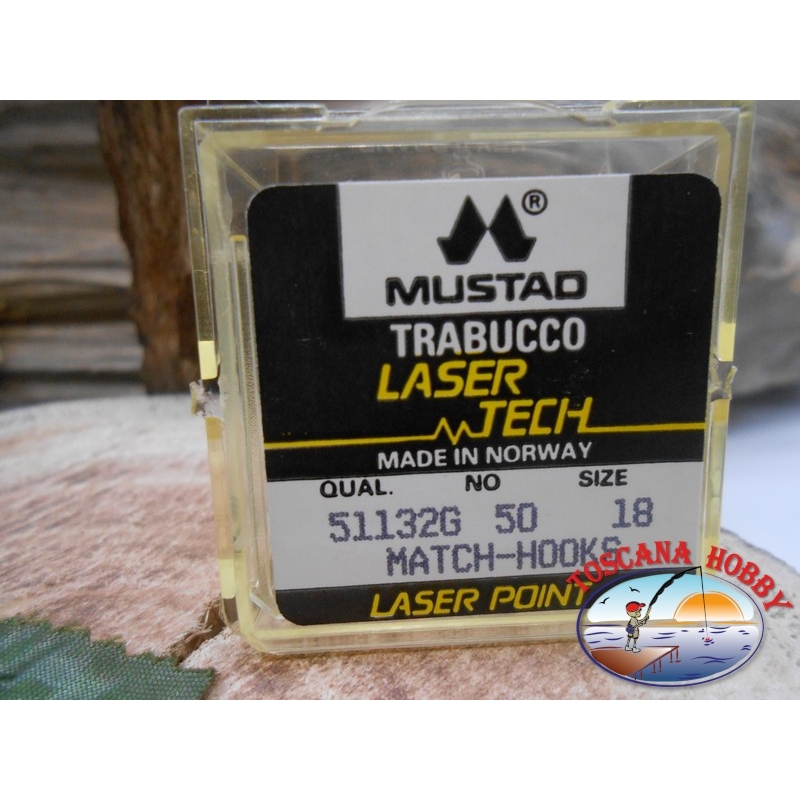 ®
MUSTAD
TRABUCCO
LASER
TECH
MADE IN NORWAY
QUAL. NO SIZE
51132G 50 18
MATCH-HOOKS
LASER POINT
TOSCANA HOBBY